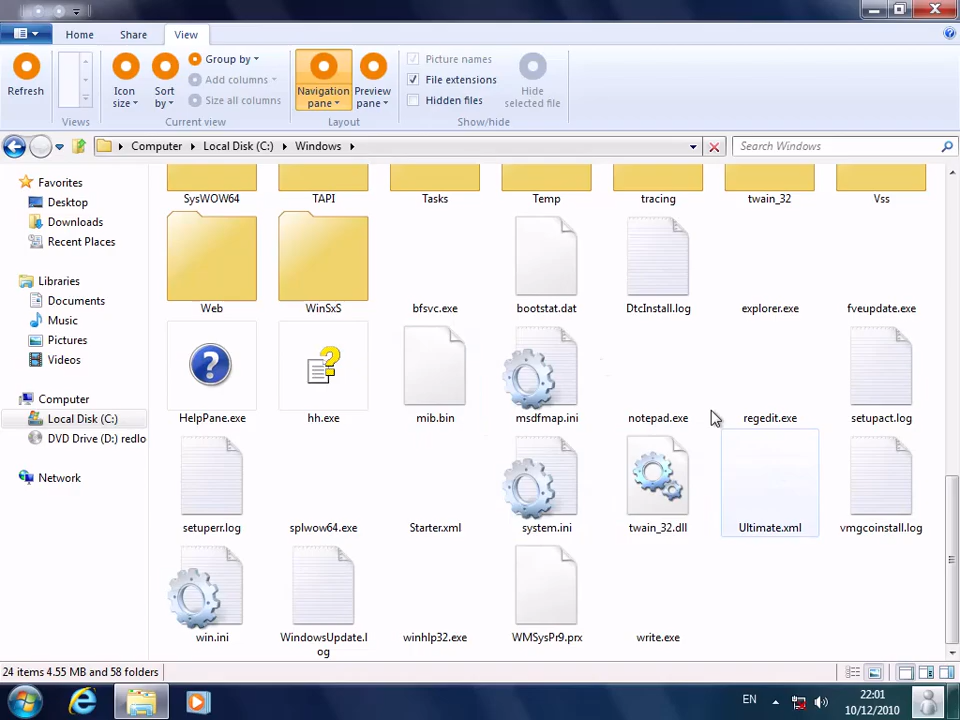 Home
Share
View
Refresh
Icon size
Sort by
Group by
Add columns
Size all columns
Navigation pane
Preview pane
Picture names
File extensions
Hidden files
Hide selected file
Views
Current view
Layout
Show/hide
Computer
Local Disk (C:)
Windows
Search Windows
Favorites
Desktop
Downloads
Recent Places
Libraries
Documents
Music
Pictures
Videos
Computer
Local Disk (C:)
DVD Drive (D:) redlo
Network
SysWOW64
TAPI
Tasks
Temp
tracing
twain_32
Vss
Web
WinSxS
bfsvc.exe
bootstat.dat
DtcInstall.log
explorer.exe
fveupdate.exe
HelpPane.exe
hh.exe
mib.bin
msdfmap.ini
notepad.exe
regedit.exe
setupact.log
setuperr.log
splwow64.exe
Starter.xml
system.ini
twain_32.dll
Ultimate.xml
vmgcoinstall.log
win.ini
WindowsUpdate.l
og
winhlp32.exe
WMSysPr9.prx
write.exe
24 items 4.55 MB and 58 folders
EN
22:01
10/12/2010